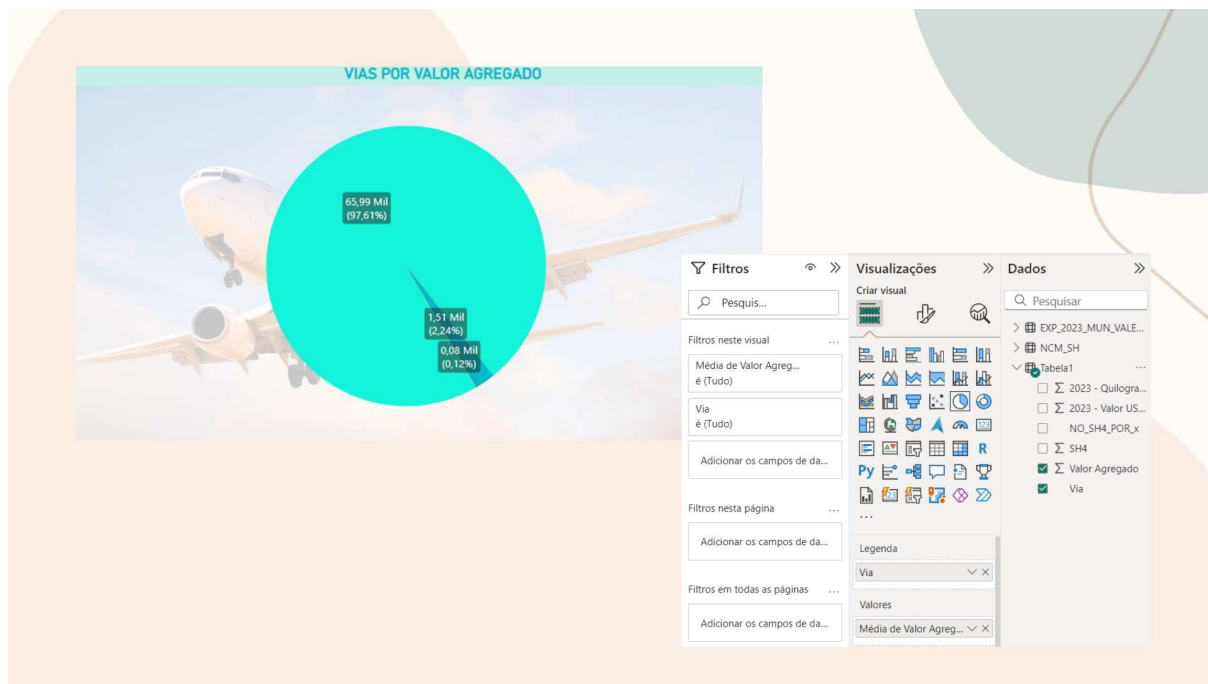 VIAS POR VALOR AGREGADO
65,99 Mil
(97,61%)
1,51 Mil
(2,24%)
0,08 Mil
(0,12%)
Filtros
Pesquis...
Filtros neste visual
...
Média de Valor Agreg...
é (Tudo)
Via
é (Tudo)
Adicionar os campos de da...
Filtros nesta página
...
Adicionar os campos de da...
Filtros em todas as páginas
...
Adicionar os campos de da...
Visualizações
Criar visual
123
R
Py
...
Legenda
Via
Valores
Média de Valor Agreg...
Dados
Pesquisar
EXP_2023_MUN_VALE...
NCM_SH
Tabela1
...
∑ 2023 - Quilogra...
∑ 2023 - Valor US...
NO_SH4_POR_x
∑ SH4
∑ Valor Agregado
Via